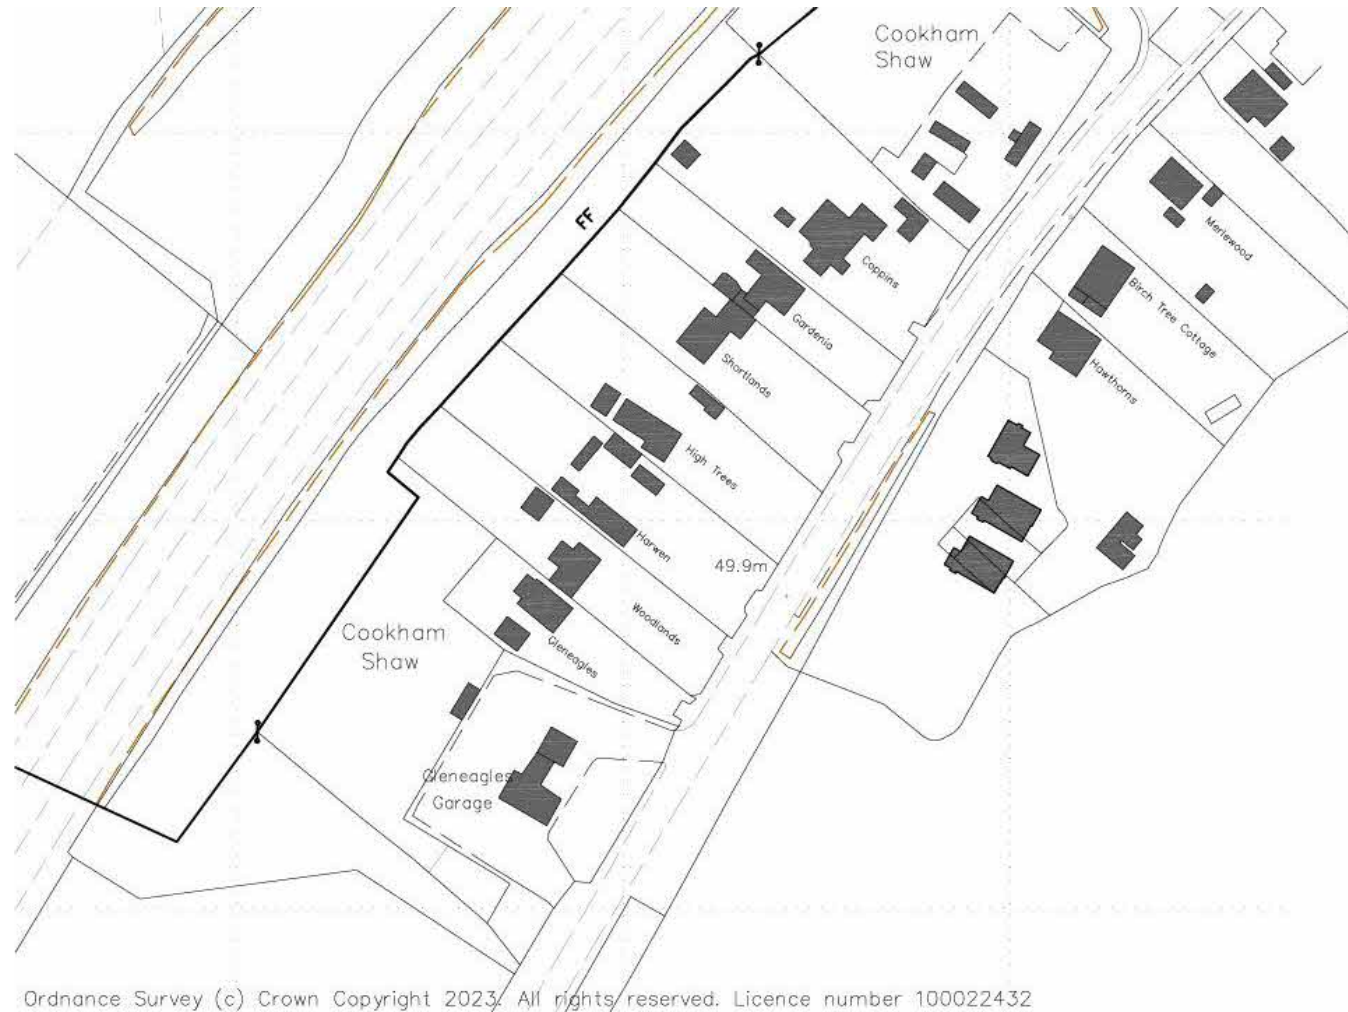 Cookham
Shaw
FF
Merlewood
Coppins
Birch Tree Cottage
Gardenia
Hawthorns
Shortlands
High Trees
Harwen
49.9m
Woodlands
Cookham
Shaw
Gleneagles
Gleneagles
Garage
Ordnance Survey (c) Crown Copyright 2023. All rights reserved. Licence number 100022432